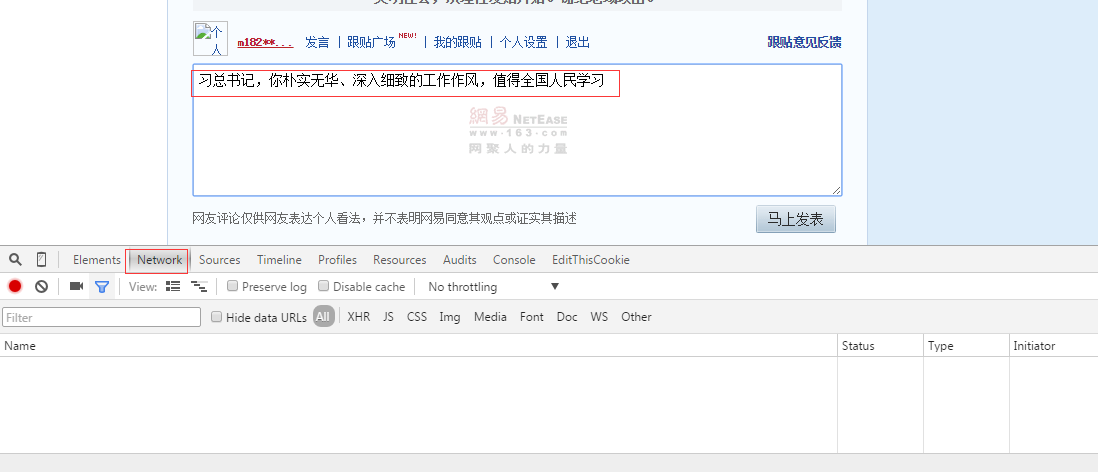 个
人
m182**...
发言 | 跟贴广场 NEW! | 我的跟贴 | 个人设置 | 退出
跟贴意见反馈
习总书记，你朴实无华、深入细致的工作作风，值得全国人民学习
網易 NETEASE
www·163·com
网聚人的力量
网友评论仅供网友表达个人看法，并不表明网易同意其观点或证实其描述
马上发表
Elements Network Sources Timeline Profiles Resources Audits Console EditThisCookie
View: Preserve log Disable cache No throttling
Filter Hide data URLs All XHR JS CSS Img Media Font Doc WS Other
Name Status Type Initiator